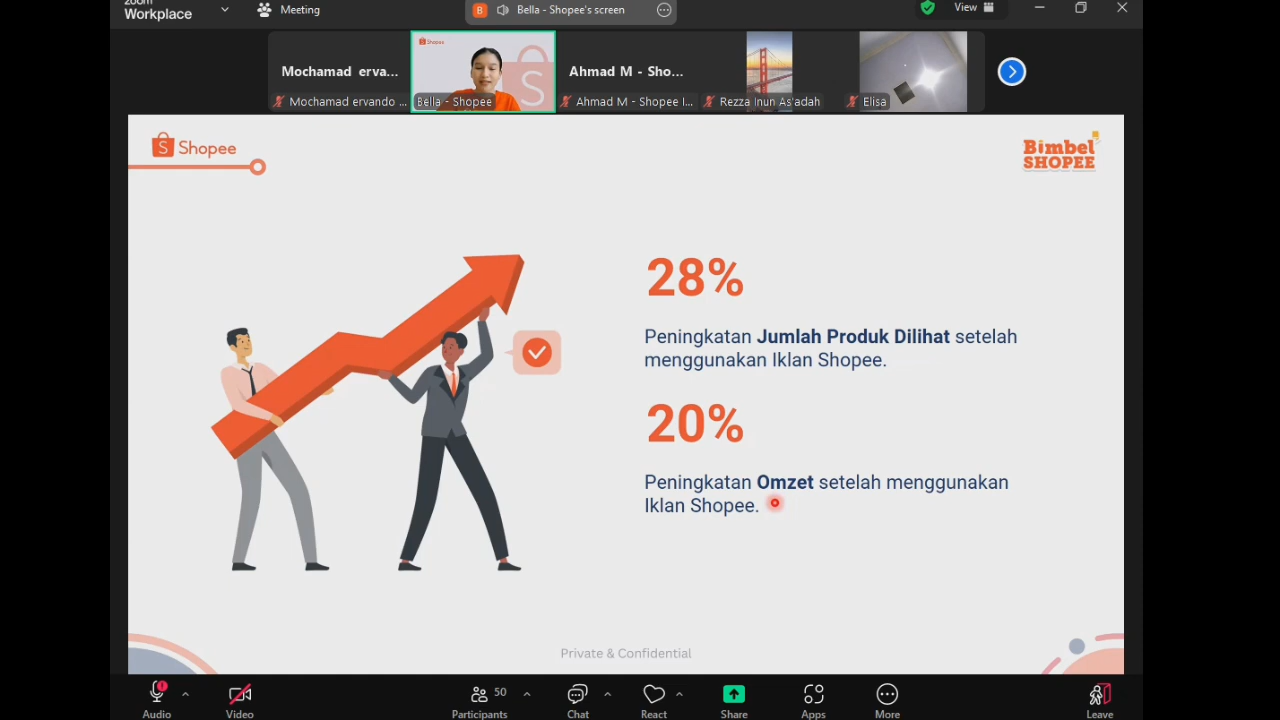 zoom
Workplace
Meeting
B
Bella - Shopee's screen
View
Mochamad erva...
Mochamad ervando ...
Shopee
S
Bella - Shopee
Ahmad M - Sho...
Ahmad M - Shopee I...
Rezza Inun As'adah
Elisa
S Shopee
Bimbel
SHOPEE
28%
Peningkatan Jumlah Produk Dilihat setelah
menggunakan Iklan Shopee.
20%
Peningkatan Omzet setelah menggunakan
Iklan Shopee.
Private & Confidential
50
Audio
Video
Participants
Chat
React
Share
Apps
More
Leave